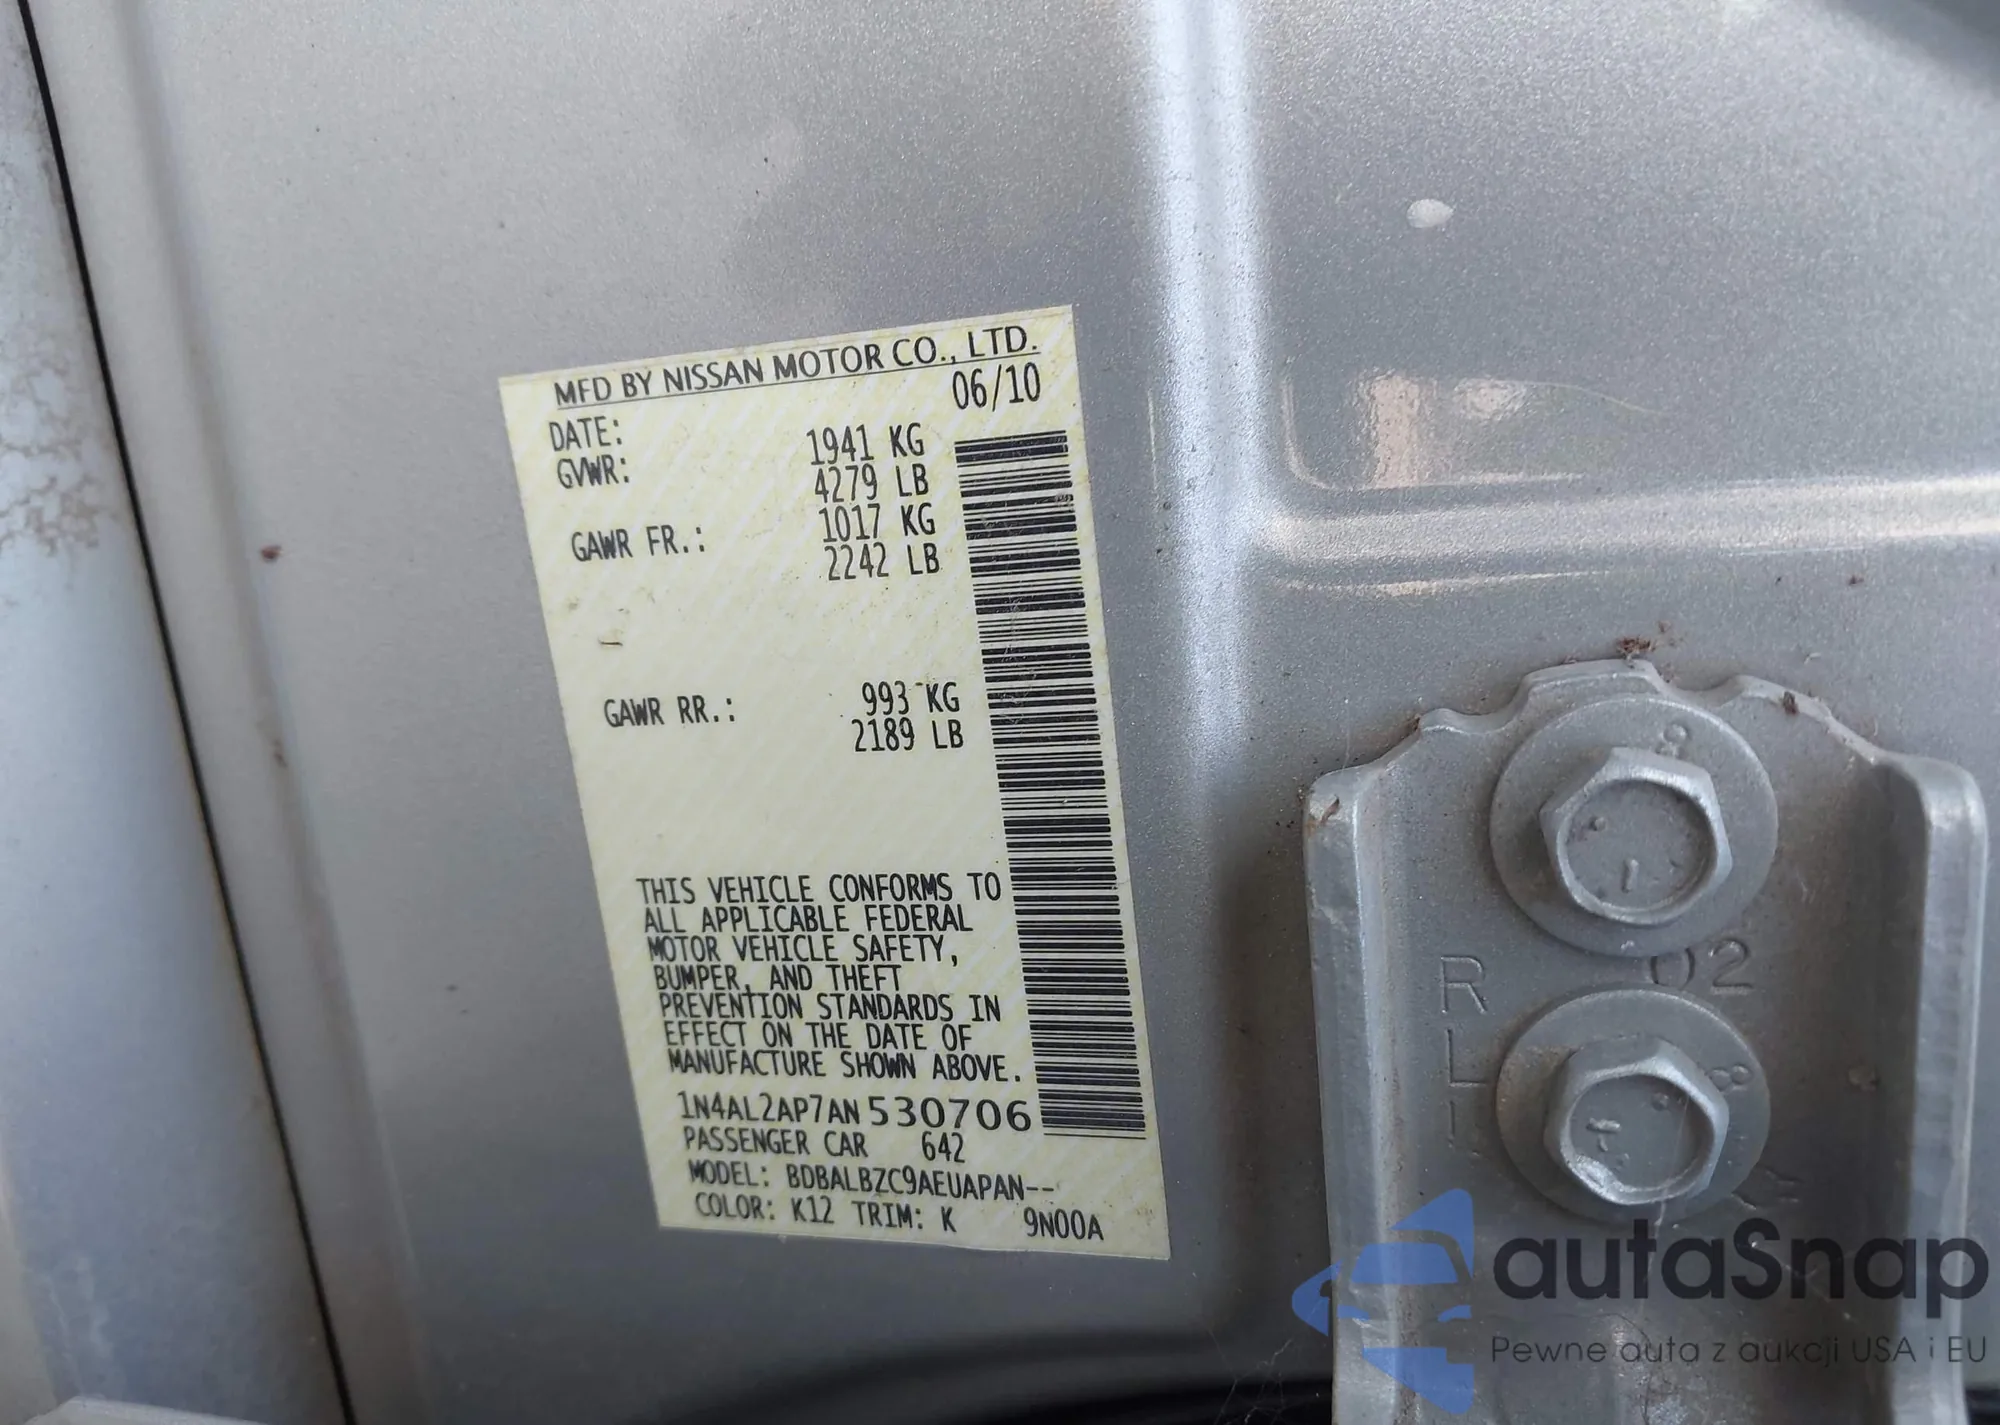 MFD BY NISSAN MOTOR CO., LTD.
DATE: 06/10
GVWR: 1941 KG
4279 LB
GAWR FR.: 1017 KG
2242 LB
GAWR RR.: 993 KG
2189 LB
THIS VEHICLE CONFORMS TO
ALL APPLICABLE FEDERAL
MOTOR VEHICLE SAFETY,
BUMPER, AND THEFT
PREVENTION STANDARDS IN
EFFECT ON THE DATE OF
MANUFACTURE SHOWN ABOVE.
1N4AL2AP7AN530706
PASSENGER CAR 642
MODEL: BDBALBZC9AEUAPAN--
COLOR: K12 TRIM: K 9N00A
R 02
L
8
autaSnap
Pewne auta z aukcji USA i EU